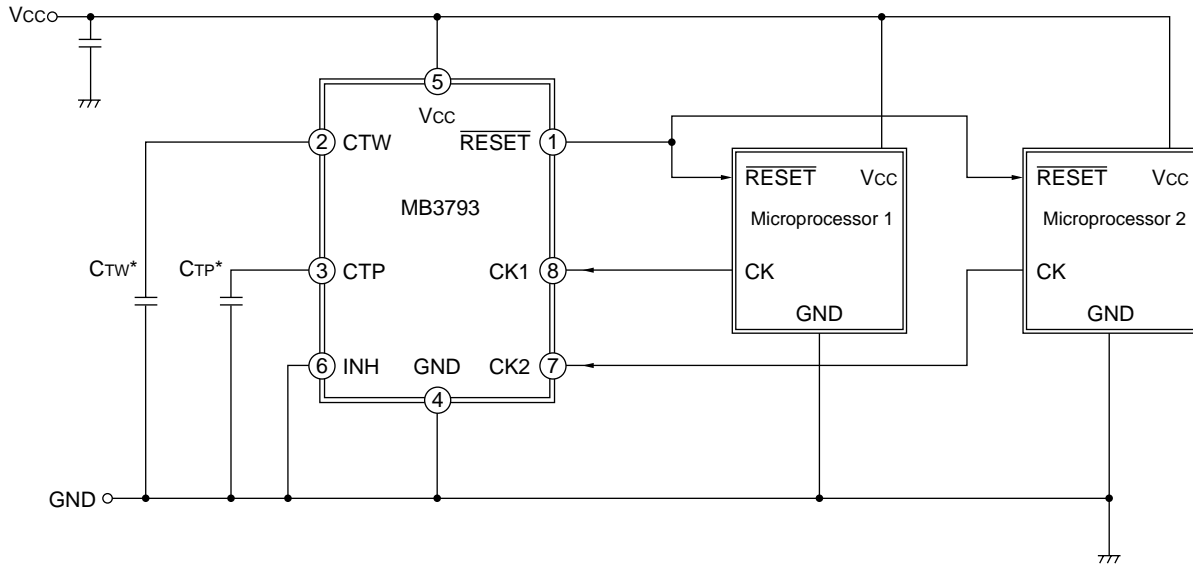 VCC
5
VCC
2 CTW
RESET 1
MB3793
RESET VCC
Microprocessor 1
RESET VCC
Microprocessor 2
CTW*
CTP*
3 CTP
CK1 8
CK
CK
GND
GND
6 INH
GND
CK2 7
4
GND